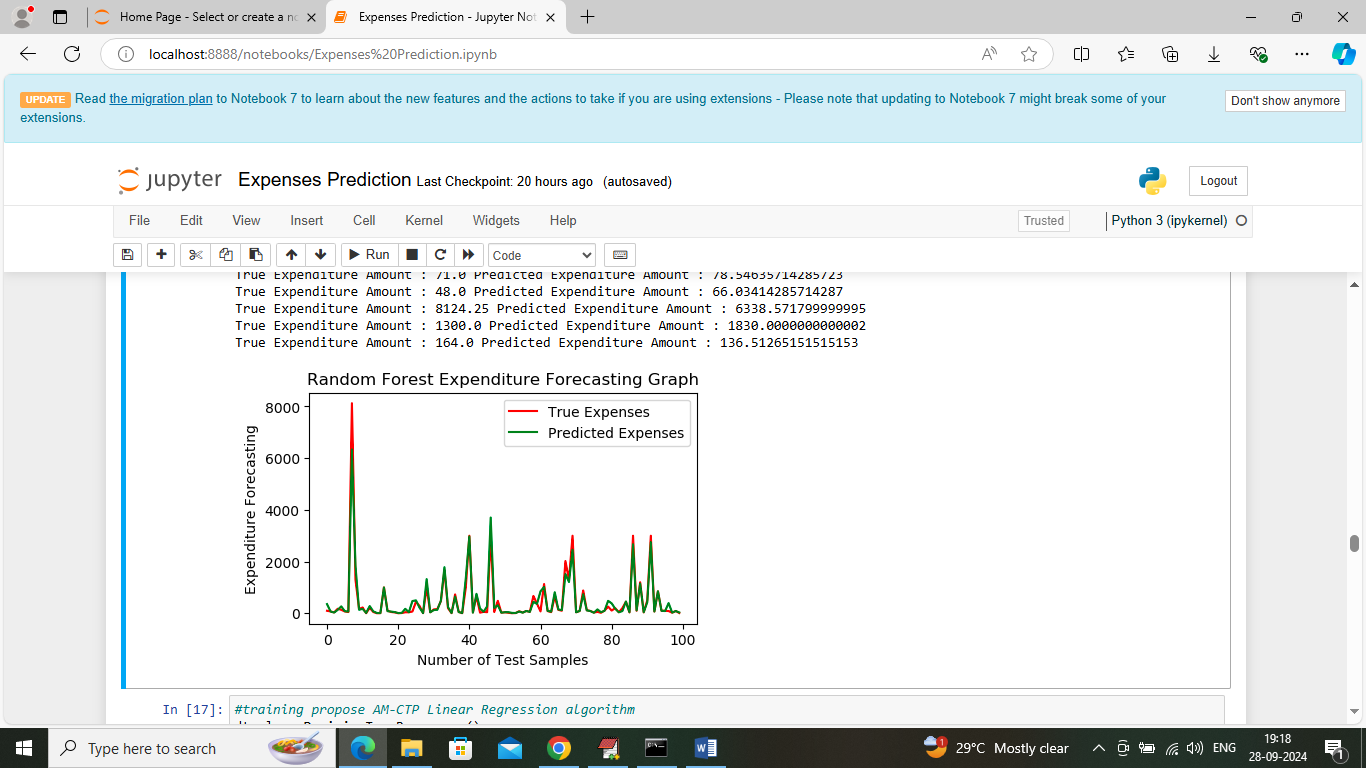 Home Page - Select or create a no
Expenses Prediction - Jupyter Not
localhost:8888/notebooks/Expenses%20Prediction.ipynb
UPDATE Read the migration plan to Notebook 7 to learn about the new features and the actions to take if you are using extensions - Please note that updating to Notebook 7 might break some of your
extensions.
Don't show anymore
jupyter Expenses Prediction Last Checkpoint: 20 hours ago (autosaved)
Logout
File Edit View Insert Cell Kernel Widgets Help
Trusted
Python 3 (ipykernel)
Run
Code
True Expenditure Amount : 71.0 Predicted Expenditure Amount : 78.54635714285723
True Expenditure Amount : 48.0 Predicted Expenditure Amount : 66.03414285714287
True Expenditure Amount : 8124.25 Predicted Expenditure Amount : 6338.571799999995
True Expenditure Amount : 1300.0 Predicted Expenditure Amount : 1830.0000000000002
True Expenditure Amount : 164.0 Predicted Expenditure Amount : 136.51265151515153
Random Forest Expenditure Forecasting Graph
True Expenses
Predicted Expenses
Expenditure Forecasting
8000
6000
4000
2000
0
0 20 40 60 80 100
Number of Test Samples
In [17]: #training propose AM-CTP Linear Regression algorithm
Type here to search
1
29°C Mostly clear
ENG
19:18
28-09-2024
1